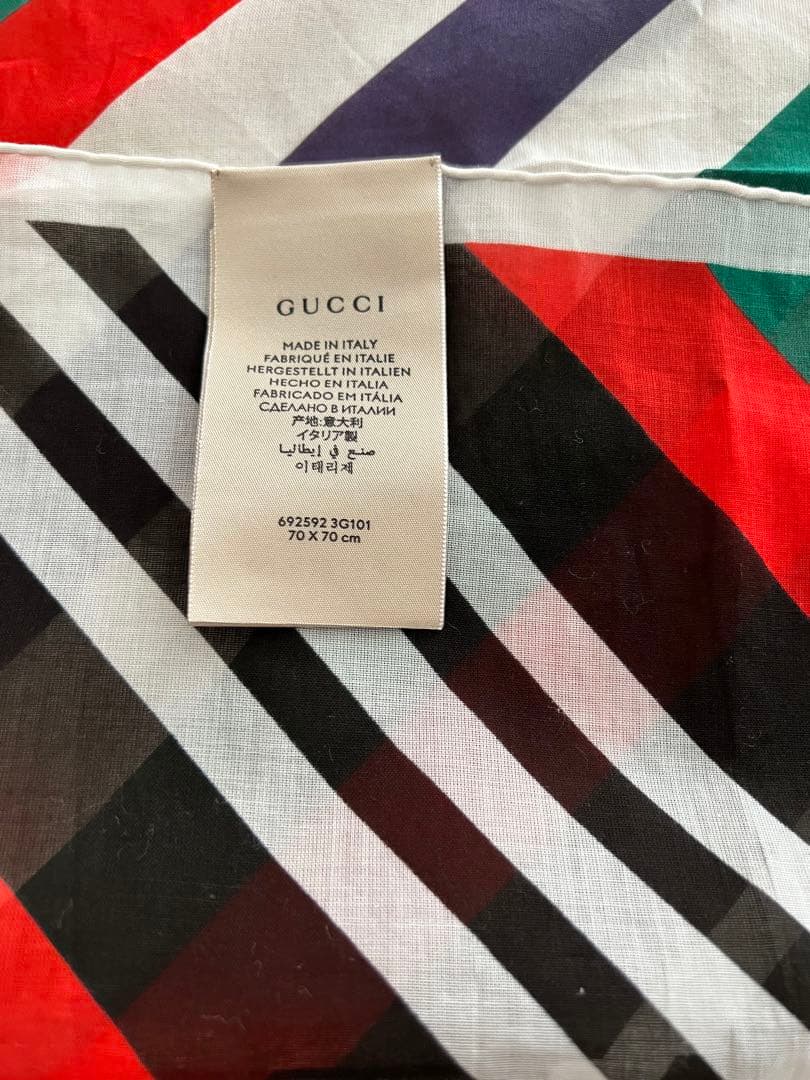 GUCCI
MADE IN ITALY
FABRIQUÉ EN ITALIE
HERGESTELLT IN ITALIEN
HECHO EN ITALIA
FABRICADO EM ITÁLIA
СДЕЛАНО В ИТАЛИИ
产地:意大利
イタリア製
صنع في إيطاليا
이태리제
692592 3G101
70 X 70 cm